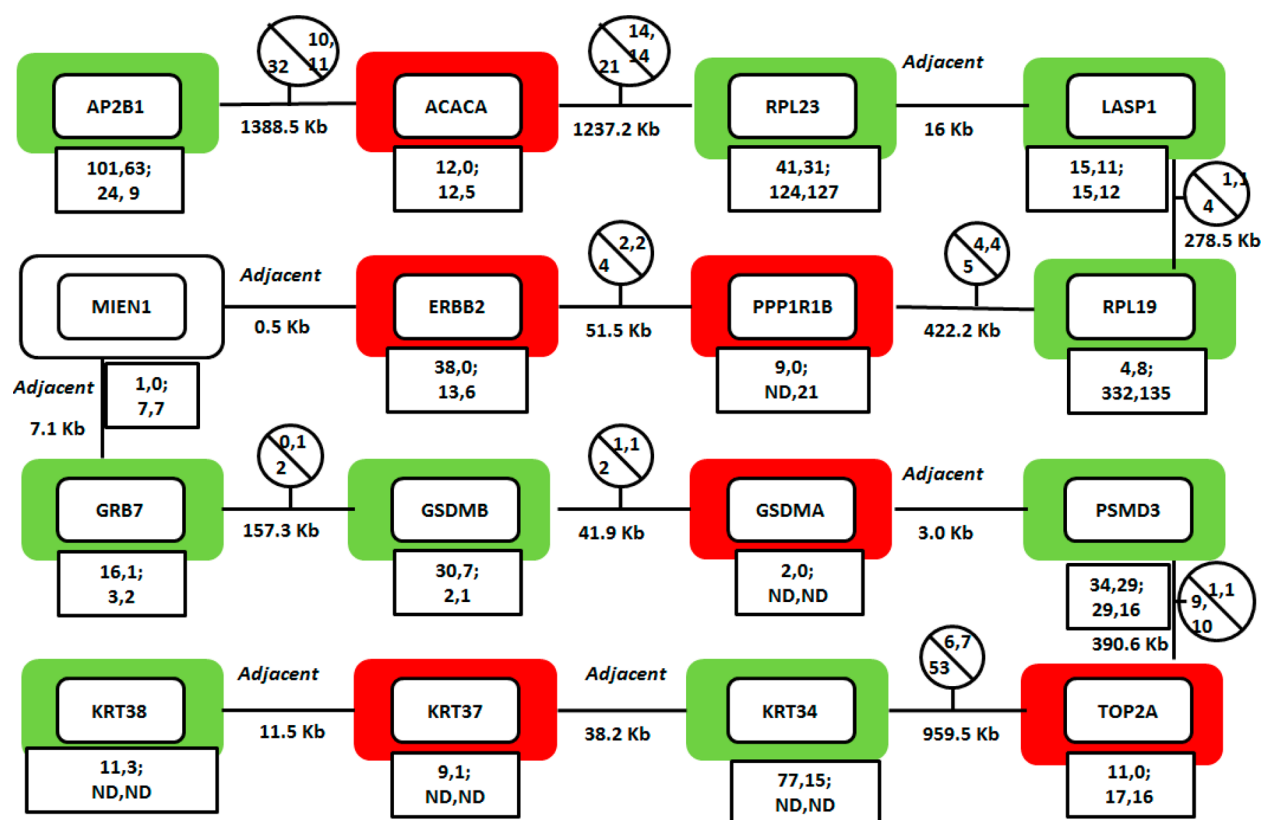 10,
11
32
14,
14
21
Adjacent
AP2B1
ACACA
RPL23
LASP1
1388.5 Kb
1237.2 Kb
16 Kb
101,63;
24, 9
12,0;
12,5
41,31;
124,127
15,11;
15,12
1,1
4
278.5 Kb
Adjacent
2,2
4
4,4
5
MIEN1
ERBB2
PPP1R1B
RPL19
0.5 Kb
51.5 Kb
422.2 Kb
Adjacent
7.1 Kb
1,0;
7,7
38,0;
13,6
9,0;
ND,21
4,8;
332,135
0,1
2
1,1
2
Adjacent
GRB7
GSDMB
GSDMA
PSMD3
157.3 Kb
41.9 Kb
3.0 Kb
16,1;
3,2
30,7;
2,1
2,0;
ND,ND
34,29;
29,16
1,1
9,
10
390.6 Kb
Adjacent
Adjacent
6,7
53
KRT38
KRT37
KRT34
TOP2A
11.5 Kb
38.2 Kb
959.5 Kb
11,3;
ND,ND
9,1;
ND,ND
77,15;
ND,ND
11,0;
17,16